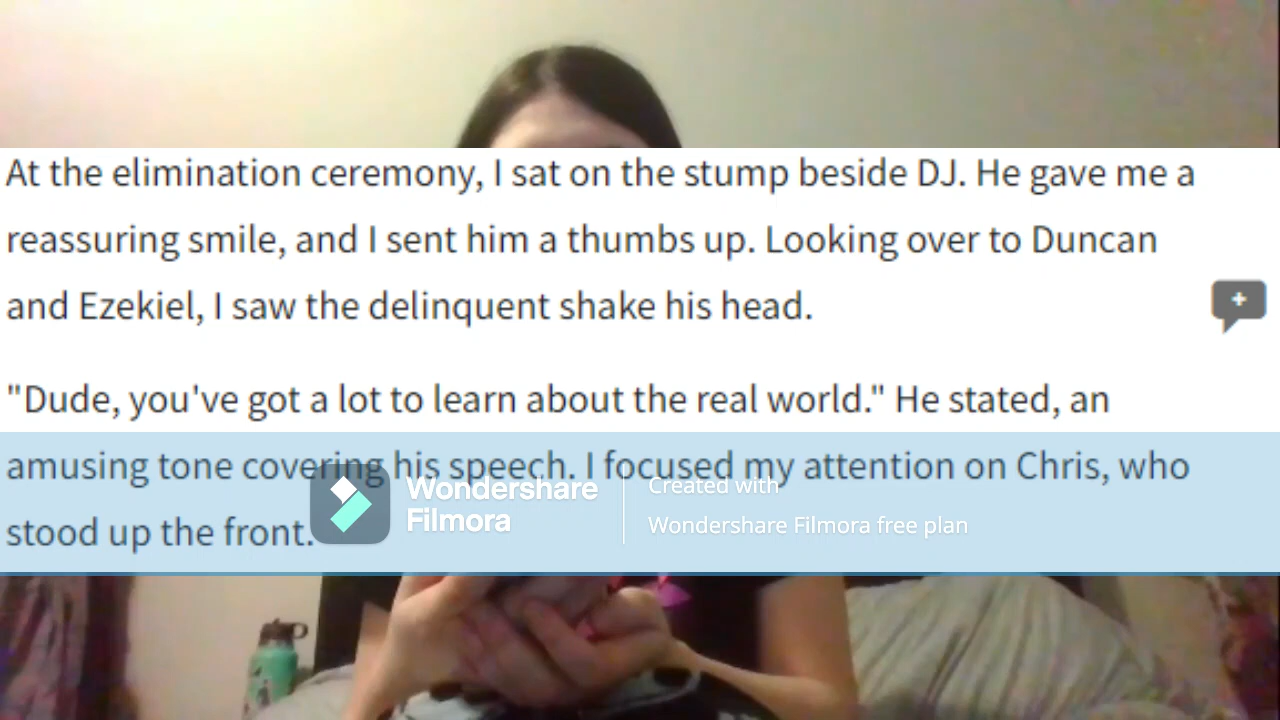 At the elimination ceremony, I sat on the stump beside DJ. He gave me a
reassuring smile, and I sent him a thumbs up. Looking over to Duncan
and Ezekiel, I saw the delinquent shake his head.
"Dude, you've got a lot to learn about the real world." He stated, an
amusing tone covering his speech. I focused my attention on Chris, who
stood up the front.
Wondershare
Filmora
Created with
Wondershare Filmora free plan